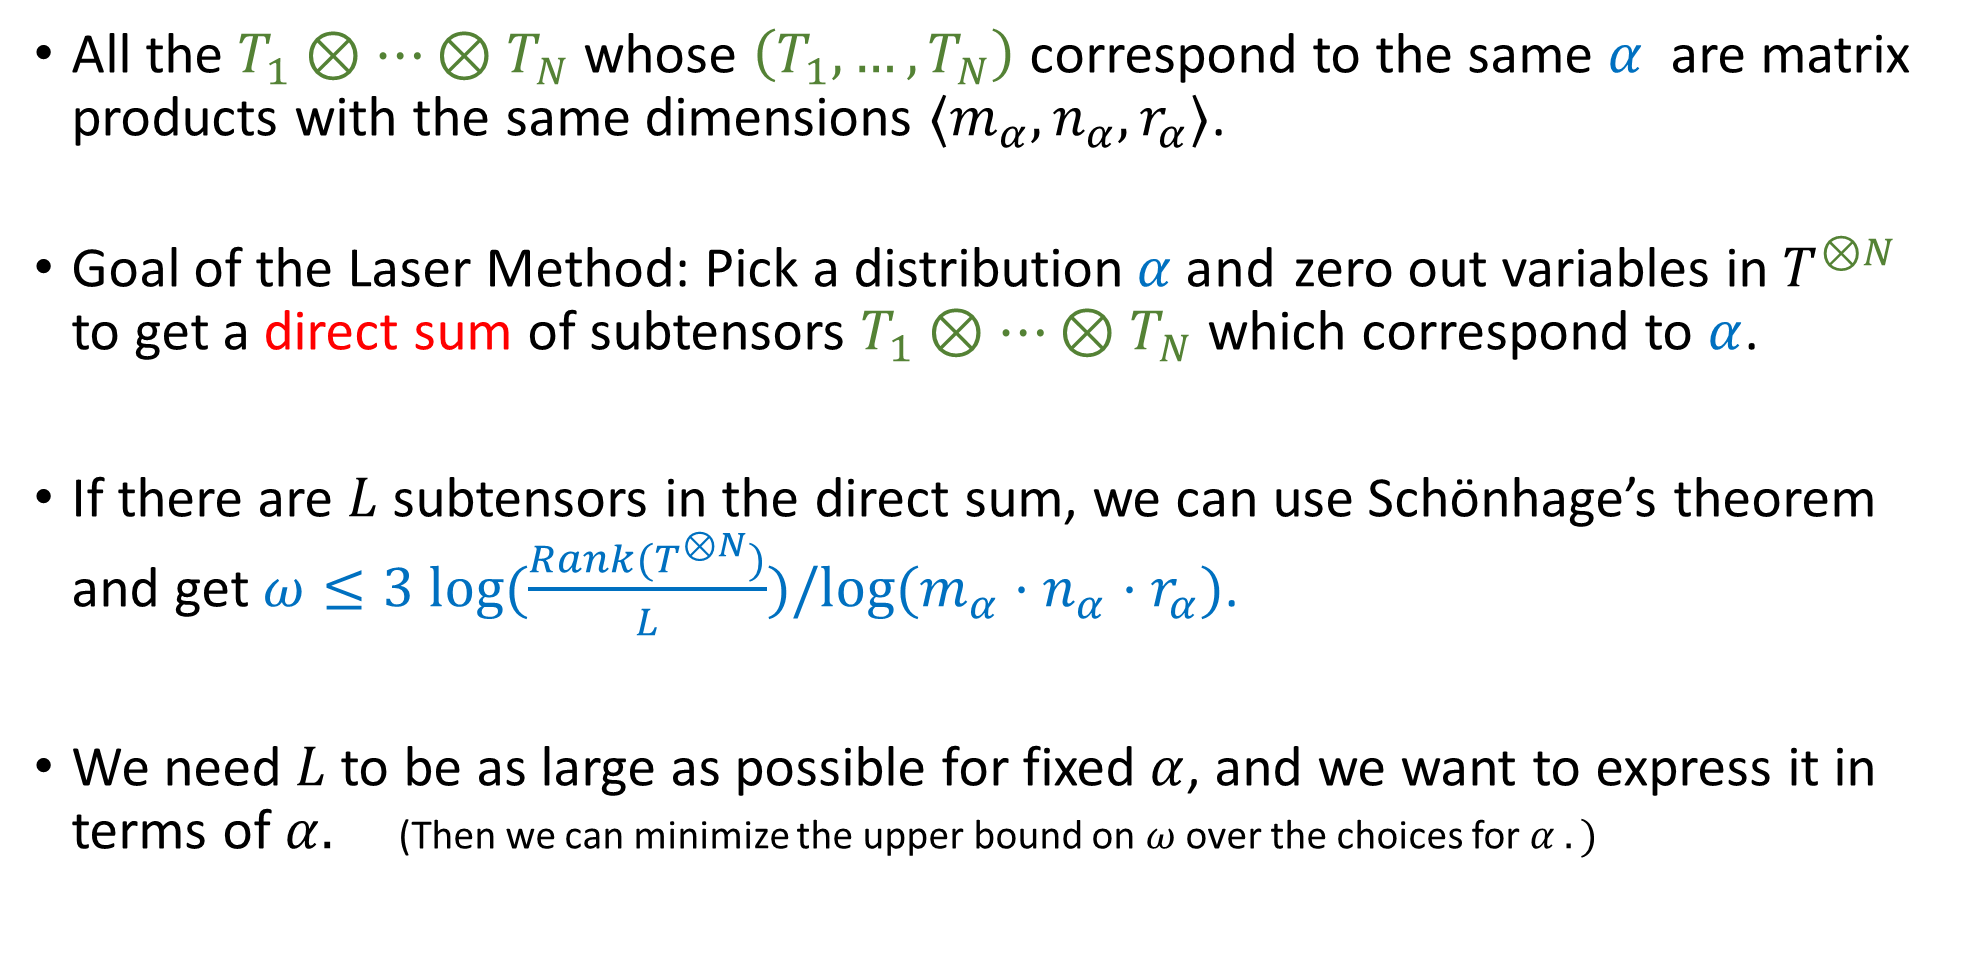 • All the 𝑇₁ ⊗ ⋯ ⊗ 𝑇_𝑁 whose (𝑇₁, … , 𝑇_𝑁) correspond to the same 𝛼 are matrix
products with the same dimensions ⟨𝑚_𝛼, 𝑛_𝛼, 𝑟_𝛼⟩.
• Goal of the Laser Method: Pick a distribution 𝛼 and zero out variables in 𝑇^⊗𝑁
to get a direct sum of subtensors 𝑇₁ ⊗ ⋯ ⊗ 𝑇_𝑁 which correspond to 𝛼.
• If there are 𝐿 subtensors in the direct sum, we can use Schönhage’s theorem
and get 𝜔 ≤ 3 log(𝑅𝑎𝑛𝑘(𝑇^⊗𝑁)/𝐿)/log(𝑚_𝛼 · 𝑛_𝛼 · 𝑟_𝛼).
• We need 𝐿 to be as large as possible for fixed 𝛼, and we want to express it in
terms of 𝛼. (Then we can minimize the upper bound on 𝜔 over the choices for 𝛼 .)